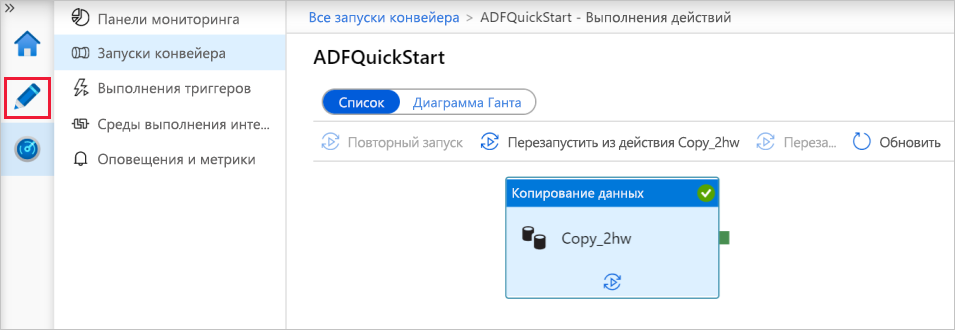 »
Панели мониторинга
Запуски конвейера
Выполнения триггеров
Среды выполнения инте...
Оповещения и метрики
Все запуски конвейера > ADFQuickStart - Выполнения действий
ADFQuickStart
Список Диаграмма Ганта
Повторный запуск Перезапустить из действия Copy_2hw Переза... Обновить
Копирование данных
Copy_2hw